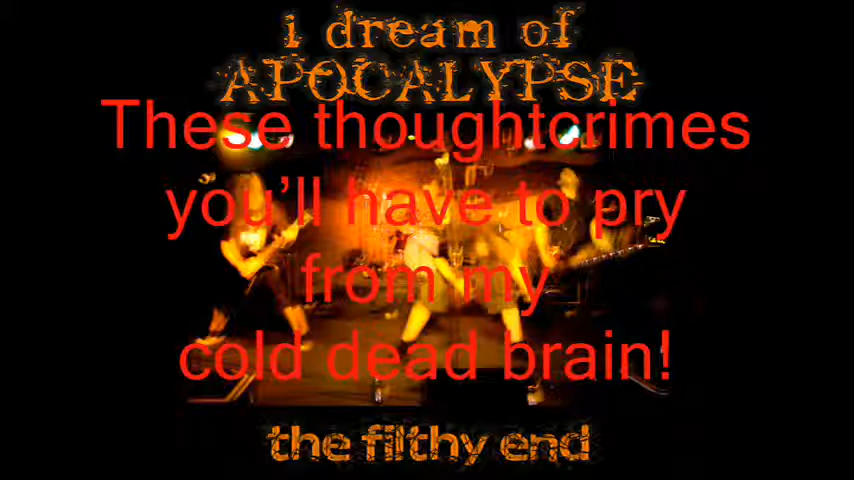 i dream of
APOCALYPSE
These thoughtcrimes
you’ll have to pry
from my
cold dead brain!
the filthy end